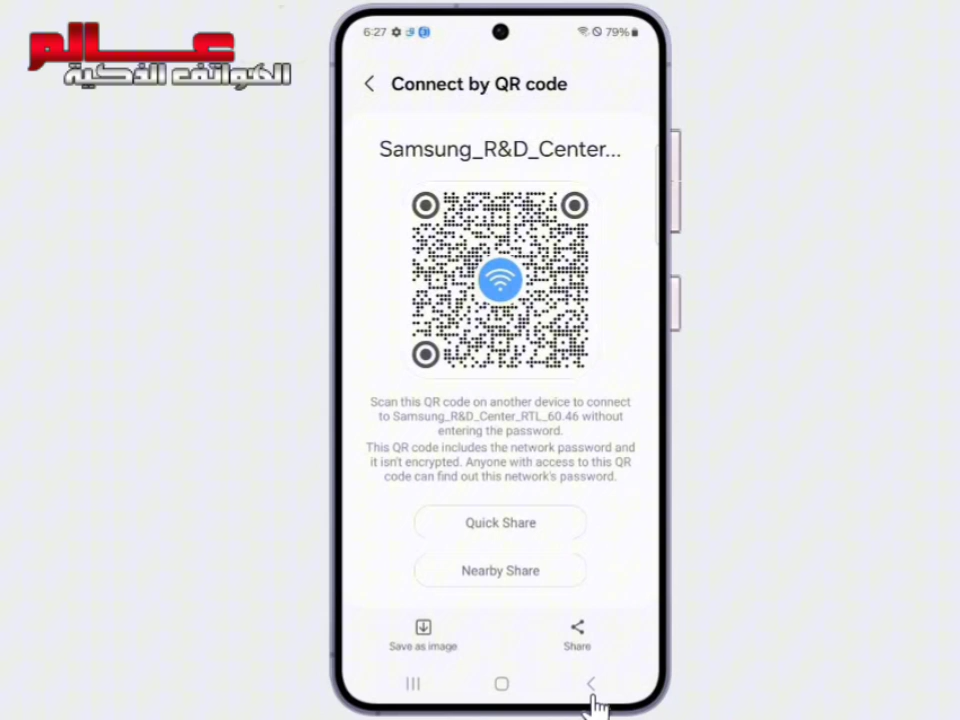 عالم
الهواتف الذكية
6:27
79%
Connect by QR code
Samsung_R&D_Center...
Scan this QR code on another device to connect
to Samsung_R&D_Center_RTL_60.46 without
entering the password.
This QR code includes the network password and
it isn't encrypted. Anyone with access to this QR
code can find out this network's password.
Quick Share
Nearby Share
Save as image
Share